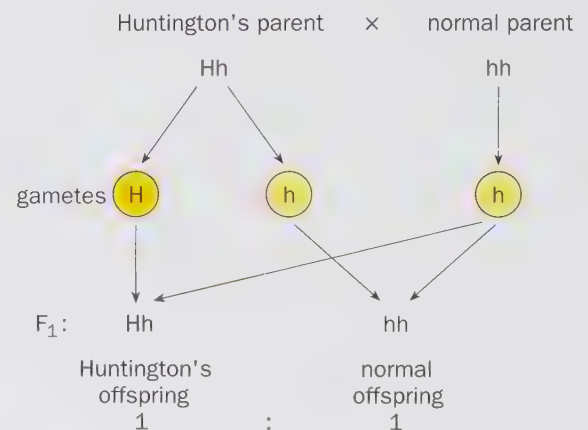 Huntington's parent × normal parent
Hh hh
gametes H h h
F₁: Hh hh
Huntington's normal
offspring offspring
1 : 1